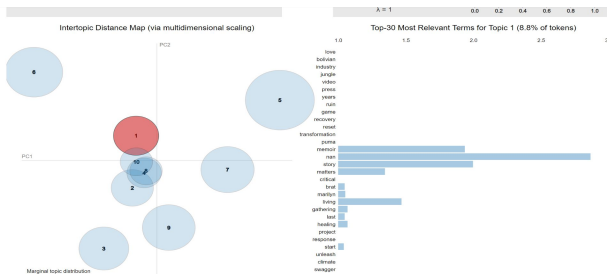 λ = 1
0.0 0.2 0.4 0.6 0.8 1.0
Intertopic Distance Map (via multidimensional scaling)
PC2
PC1
6
5
1
10
7
2
9
3
Marginal topic distribution
Top-30 Most Relevant Terms for Topic 1 (8.8% of tokens)
1.0 1.5 2.0 2.5
love
bolivian
industry
jungle
video
press
years
ruin
game
recovery
reset
transformation
puma
memoir
nan
story
matters
critical
brat
marilyn
living
gathering
last
healing
project
response
start
unleash
climate
swagger